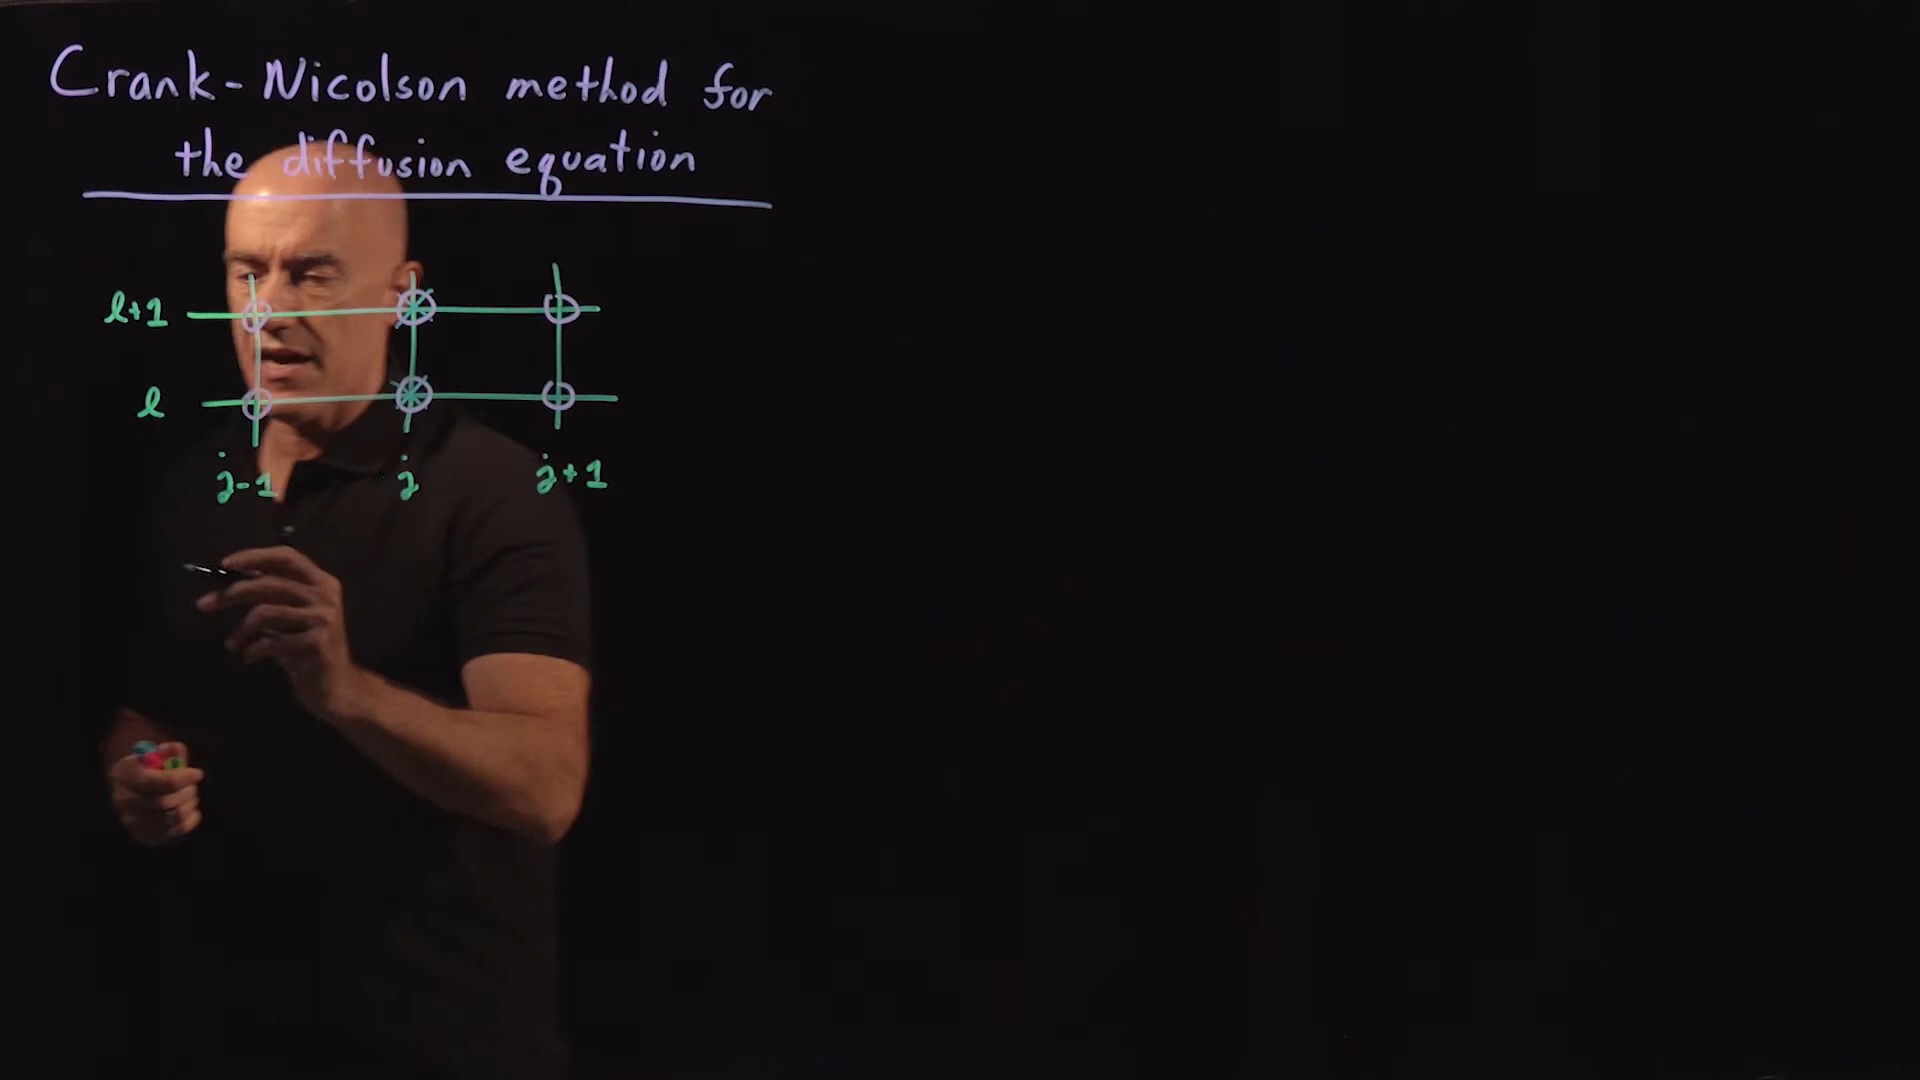 Crank-Nicolson method for
the diffusion equation
l+1
l
j-1 j j+1